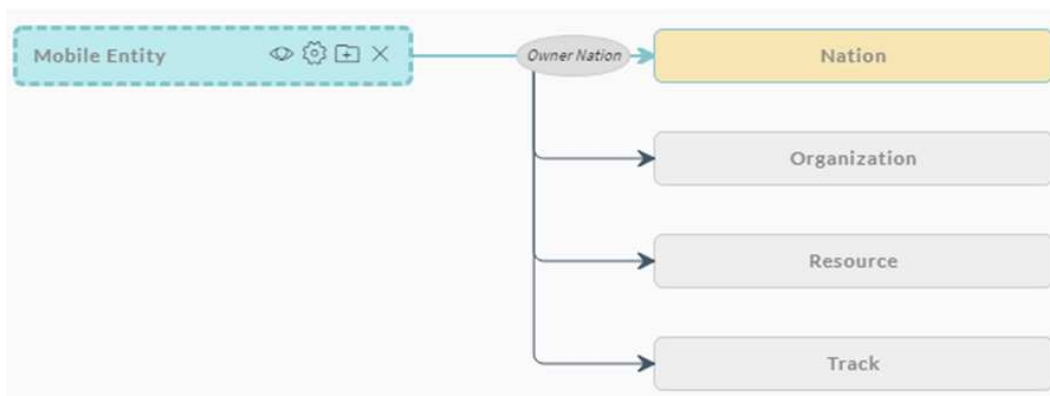 Mobile Entity
Owner Nation
Nation
Organization
Resource
Track